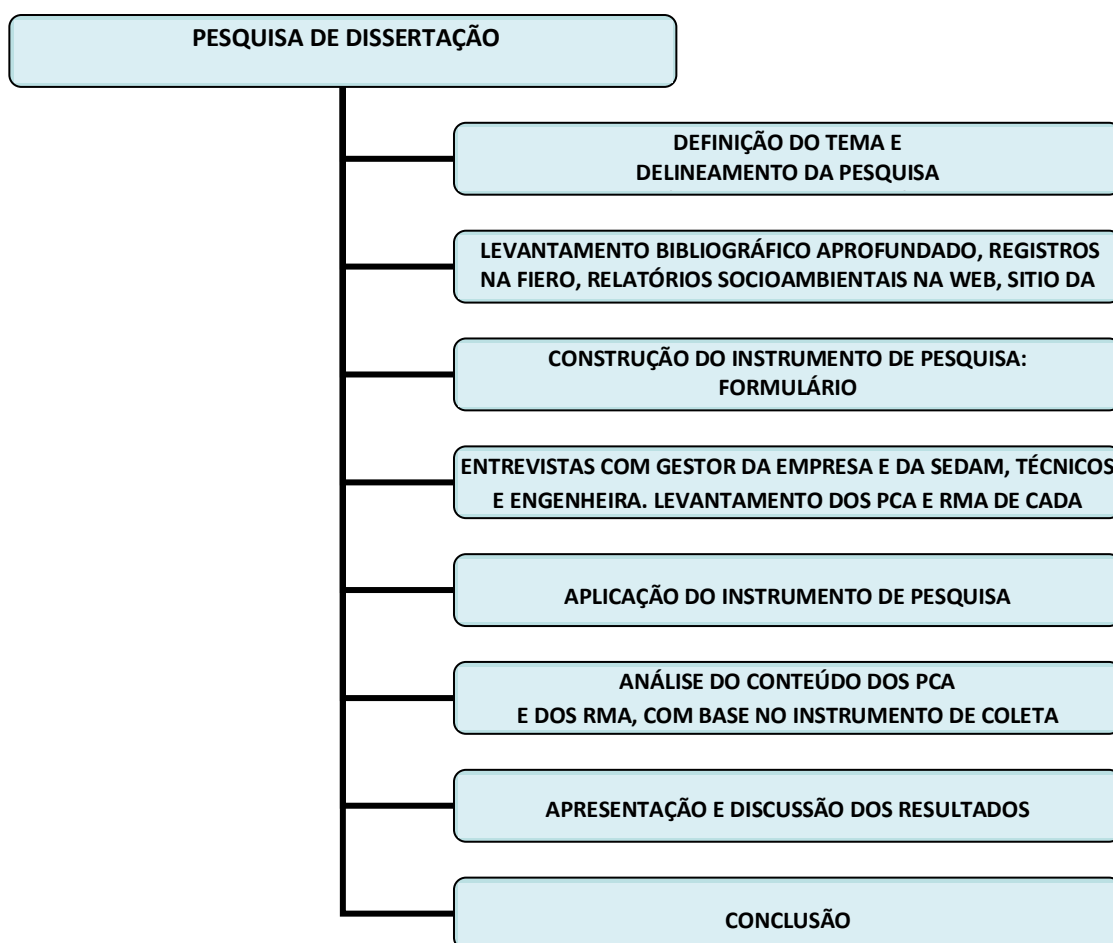 PESQUISA DE DISSERTAÇÃO
DEFINIÇÃO DO TEMA E
DELINEAMENTO DA PESQUISA
LEVANTAMENTO BIBLIOGRÁFICO APROFUNDADO, REGISTROS
NA FIERO, RELATÓRIOS SOCIOAMBIENTAIS NA WEB, SITIO DA
CONSTRUÇÃO DO INSTRUMENTO DE PESQUISA:
FORMULÁRIO
ENTREVISTAS COM GESTOR DA EMPRESA E DA SEDAM, TÉCNICOS
E ENGENHEIRA. LEVANTAMENTO DOS PCA E RMA DE CADA
APLICAÇÃO DO INSTRUMENTO DE PESQUISA
ANÁLISE DO CONTEÚDO DOS PCA
E DOS RMA, COM BASE NO INSTRUMENTO DE COLETA
APRESENTAÇÃO E DISCUSSÃO DOS RESULTADOS
CONCLUSÃO